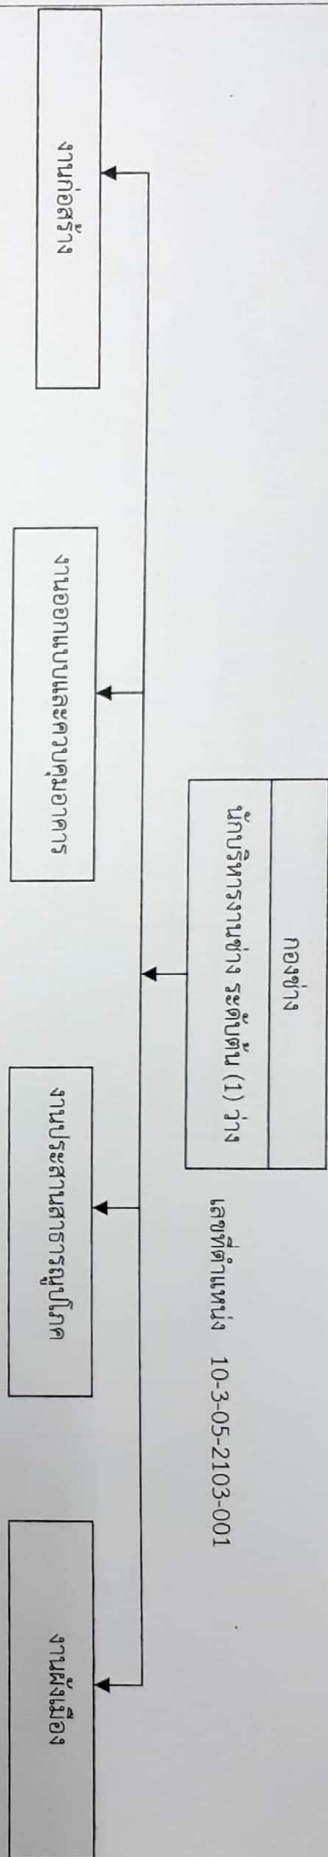 กองช่าง
นักบริหารงานช่าง ระดับต้น (1) ว่าง
เลขที่ตำแหน่ง 10-3-05-2103-001
งานก่อสร้าง
งานออกแบบและควบคุมอาคาร
งานประสานสาธารณูปโภค
งานผังเมือง